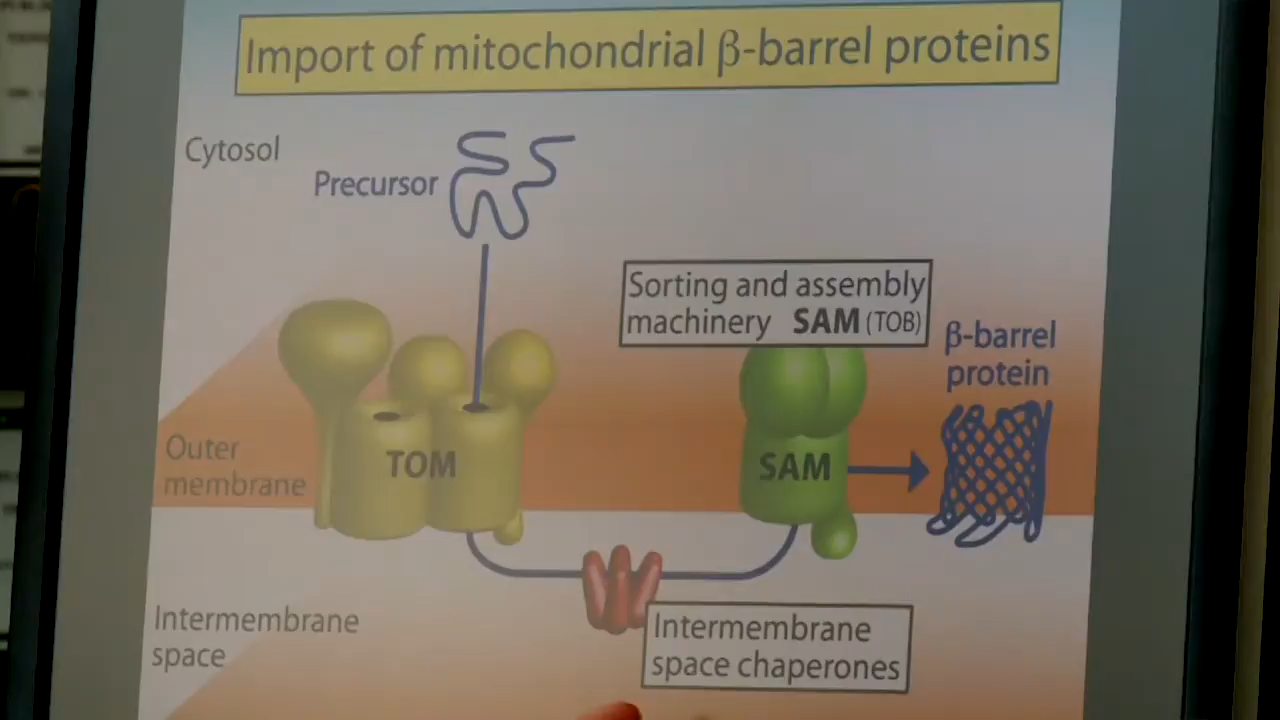 Import of mitochondrial β-barrel proteins
Cytosol
Precursor
Sorting and assembly
machinery SAM (TOB)
β-barrel
protein
Outer
membrane
TOM
SAM
Intermembrane
space
Intermembrane
space chaperones